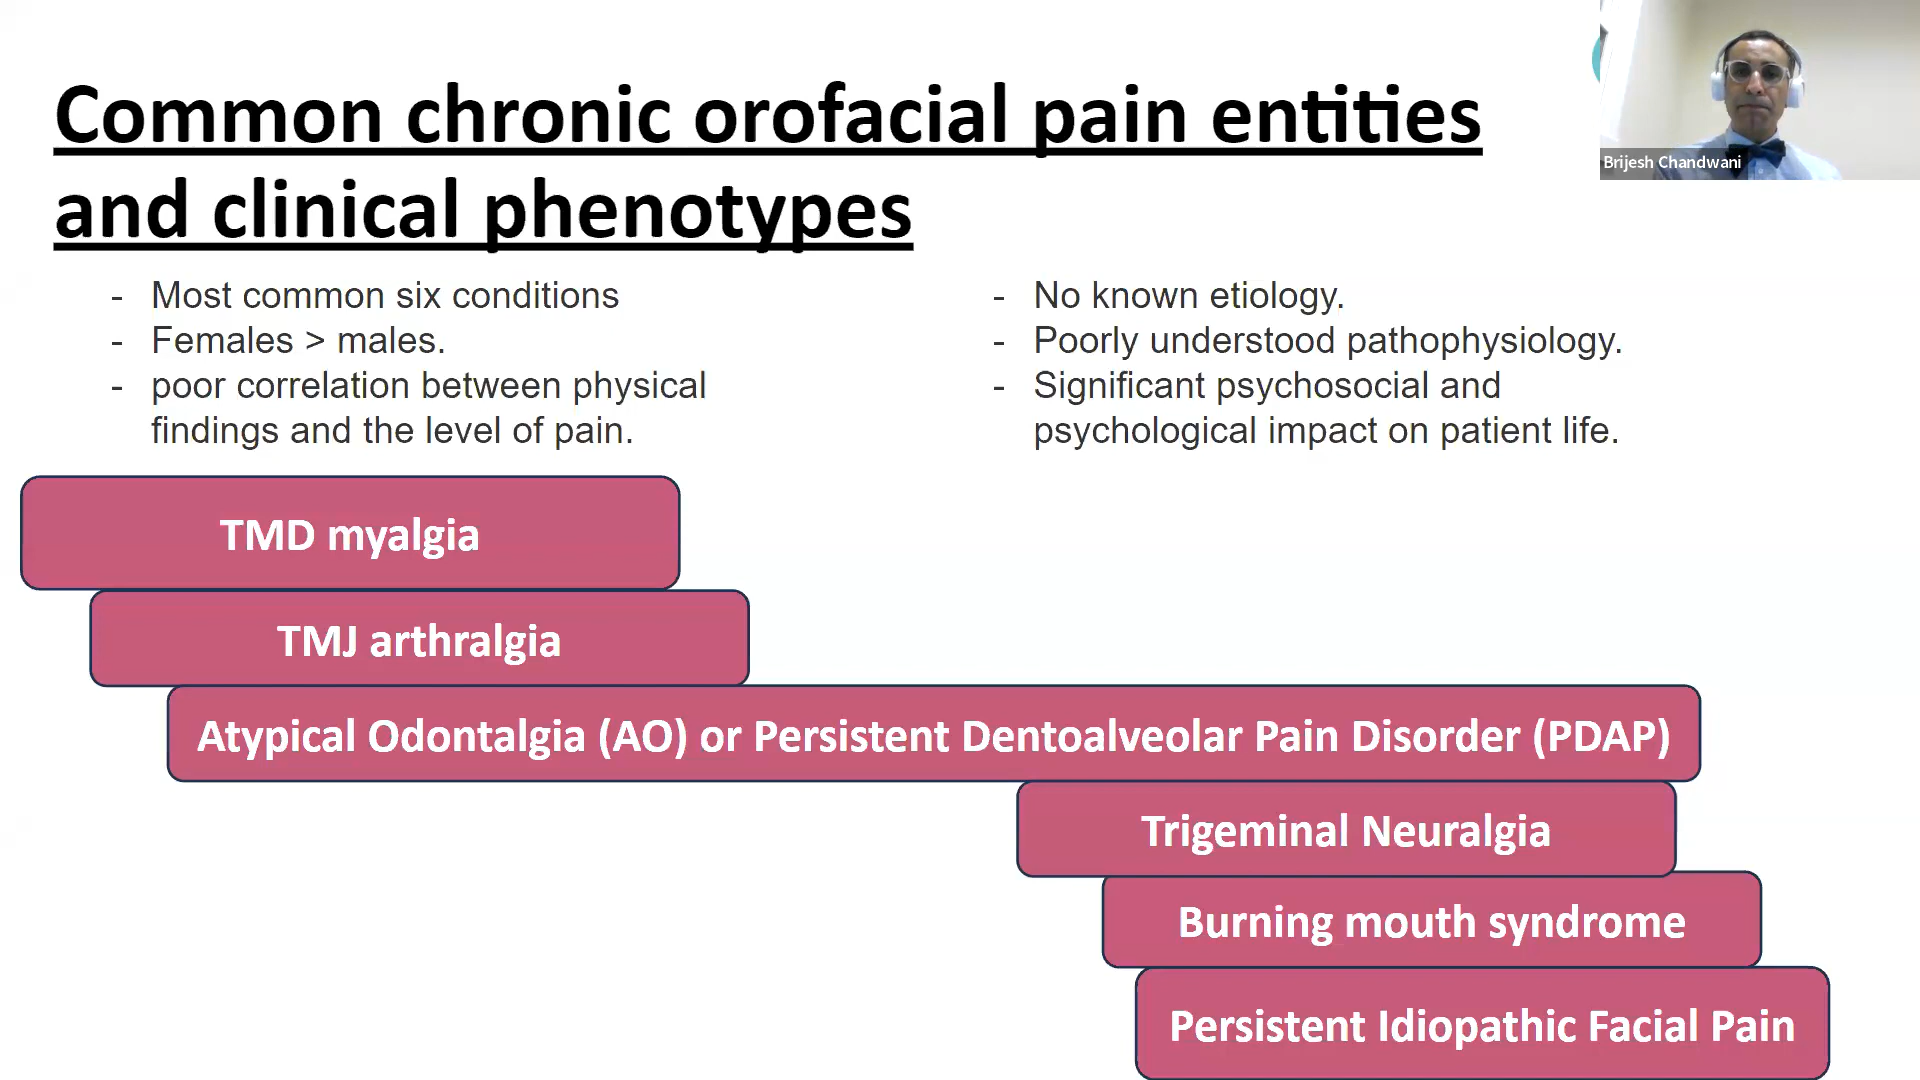 Common chronic orofacial pain entities
and clinical phenotypes
Brijesh Chandwani
- Most common six conditions
- Females > males.
- poor correlation between physical
findings and the level of pain.
- No known etiology.
- Poorly understood pathophysiology.
- Significant psychosocial and
psychological impact on patient life.
TMD myalgia
TMJ arthralgia
Atypical Odontalgia (AO) or Persistent Dentoalveolar Pain Disorder (PDAP)
Trigeminal Neuralgia
Burning mouth syndrome
Persistent Idiopathic Facial Pain